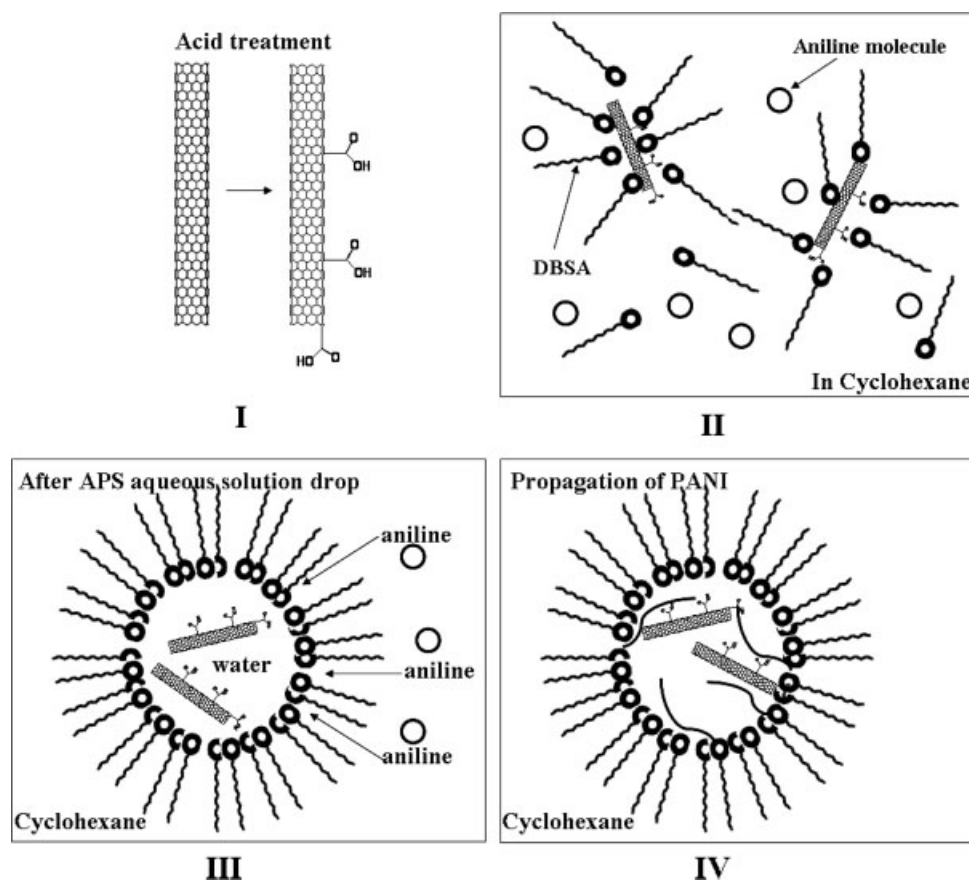 Acid treatment
O
OH
O
OH
HO
O
I
Aniline molecule
DBSA
In Cyclohexane
II
After APS aqueous solution drop
aniline
water
aniline
aniline
Cyclohexane
III
Propagation of PANI
Cyclohexane
IV